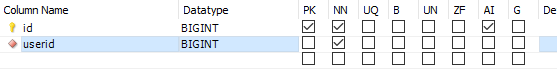 Column Name Datatype PK NN UQ B UN ZF AI G De
id BIGINT
userid BIGINT